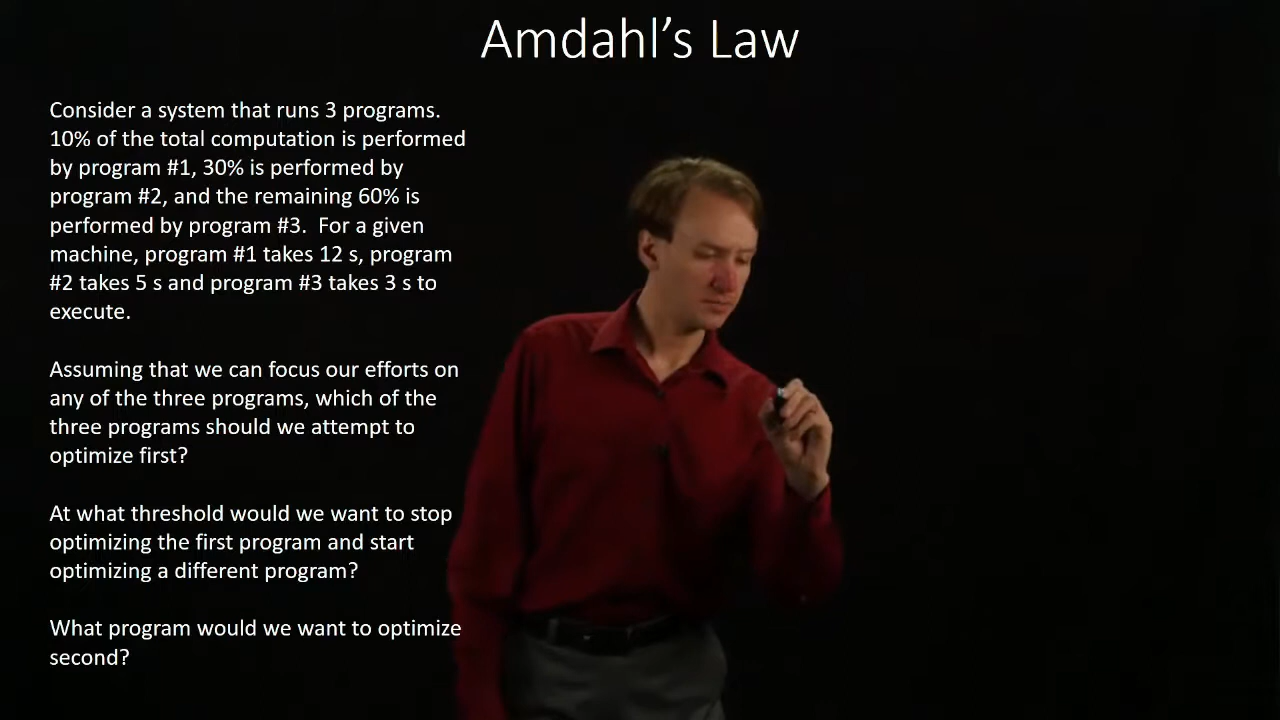 Amdahl's Law
Consider a system that runs 3 programs.
10% of the total computation is performed
by program #1, 30% is performed by
program #2, and the remaining 60% is
performed by program #3.  For a given
machine, program #1 takes 12 s, program
#2 takes 5 s and program #3 takes 3 s to
execute.
Assuming that we can focus our efforts on
any of the three programs, which of the
three programs should we attempt to
optimize first?
At what threshold would we want to stop
optimizing the first program and start
optimizing a different program?
What program would we want to optimize
second?